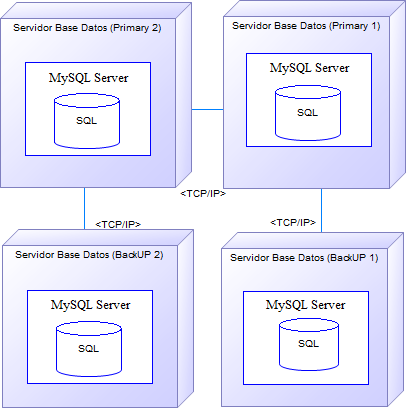 Servidor Base Datos (Primary 2)
MySQL Server
SQL
Servidor Base Datos (Primary 1)
MySQL Server
SQL
<TCP/IP>
<TCP/IP>
<TCP/IP>
Servidor Base Datos (BackUP 2)
MySQL Server
SQL
Servidor Base Datos (BackUP 1)
MySQL Server
SQL